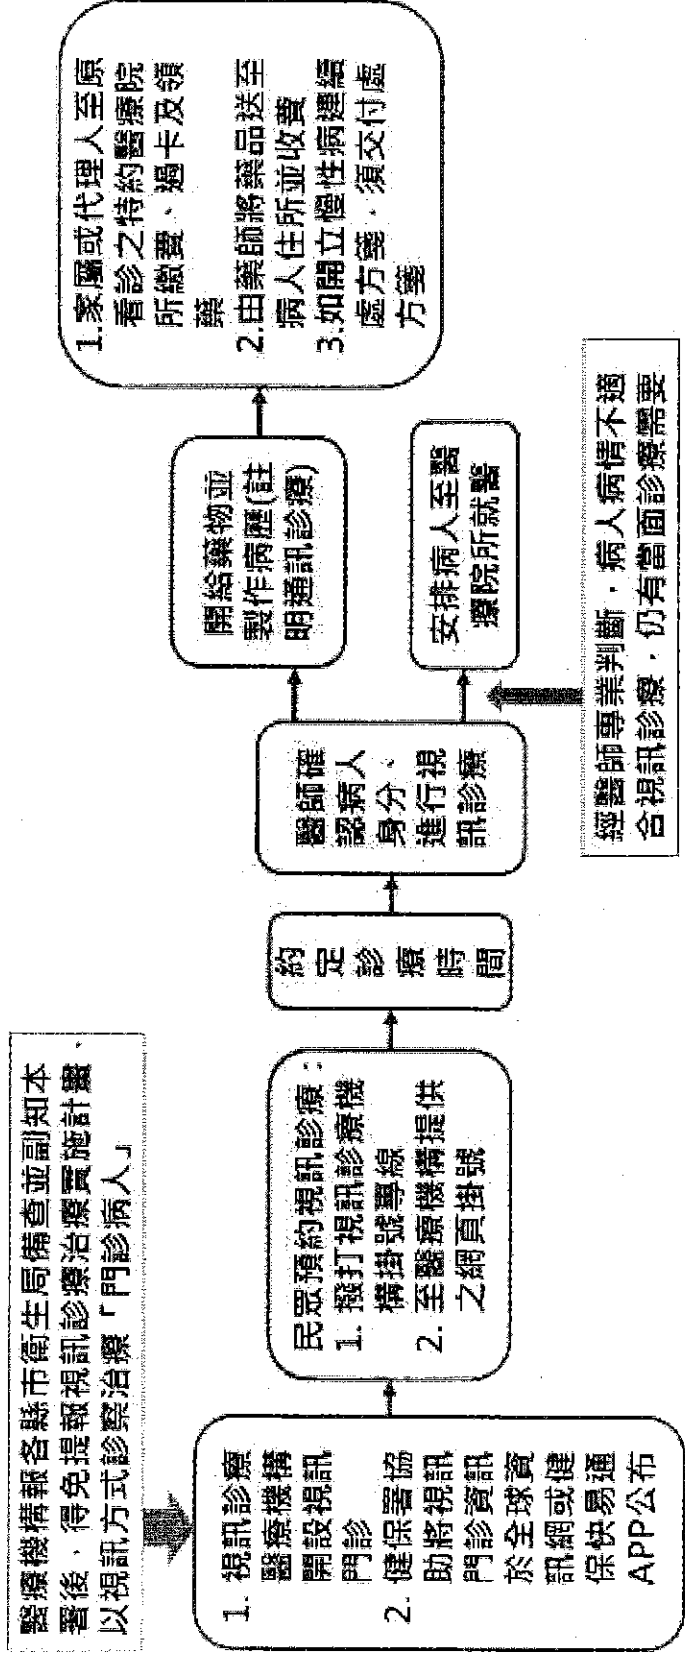 醫療機構報各縣市衛生局備查並副知本
署後，得免提報視訊診療治療實施計畫，
以視訊方式診察治療「門診病人」
1. 視訊診療
醫療機構
開設視訊
門診
2. 健保署協
助將視訊
門診資訊
於全球資
訊網或健
保快易通
APP公布
民眾預約視訊診療：
1. 撥打視訊診療機
構掛號專線
2. 至醫療機構提供
之網頁掛號
約定診療時間
醫師確
認病人
身分、
進行視
訊診療
開給藥物並
製作病歷(註
明通訊診療)
安排病人至醫
療院所就醫
經醫師專業判斷，病人病情不適
合視訊診療，仍有當面診療需要
1.家屬或代理人至原
看診之特約醫療院
所繳費、過卡及領
藥
2.由藥師將藥品送至
病人住所並收費
3.如開立慢性病連續
處方箋，須交付處
方箋